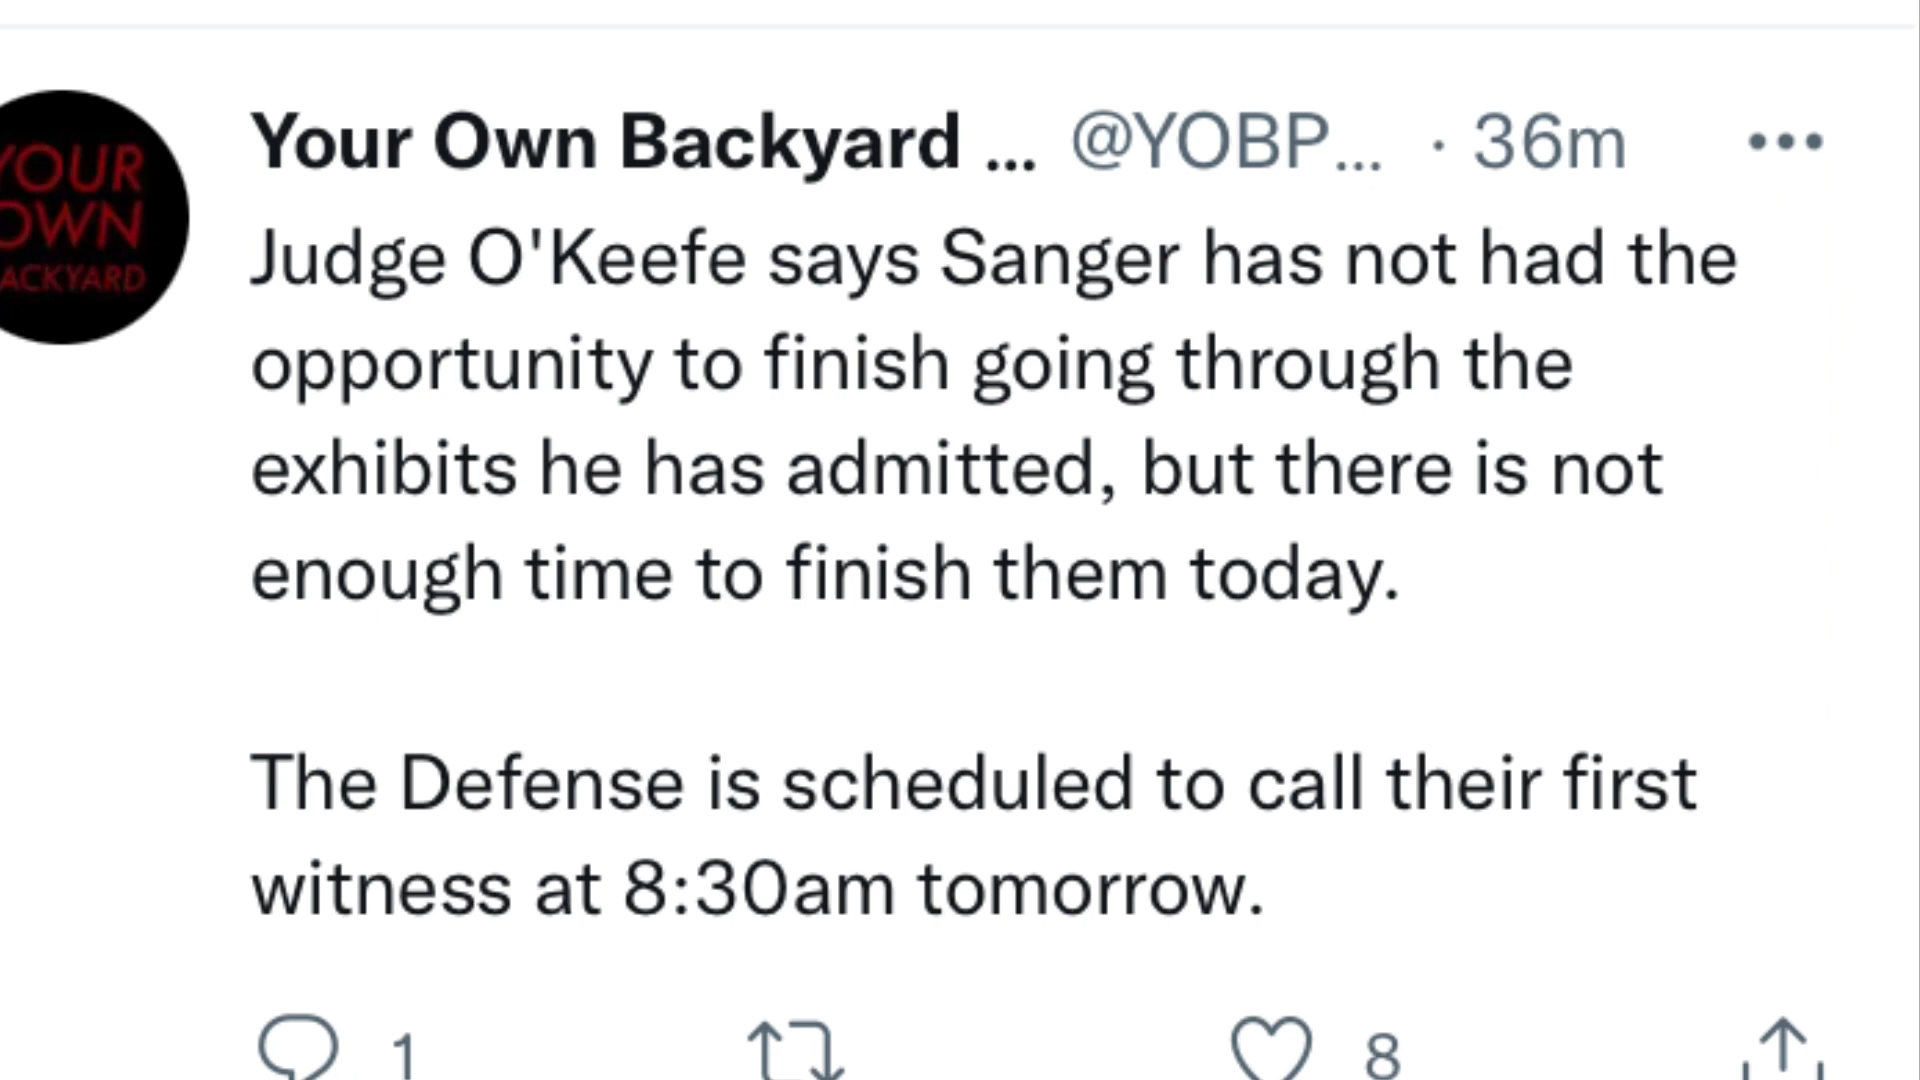 YOUR
OWN
ACKYARD
Your Own Backyard ... @YOBP... · 36m
Judge O'Keefe says Sanger has not had the
opportunity to finish going through the
exhibits he has admitted, but there is not
enough time to finish them today.
The Defense is scheduled to call their first
witness at 8:30am tomorrow.
1 8